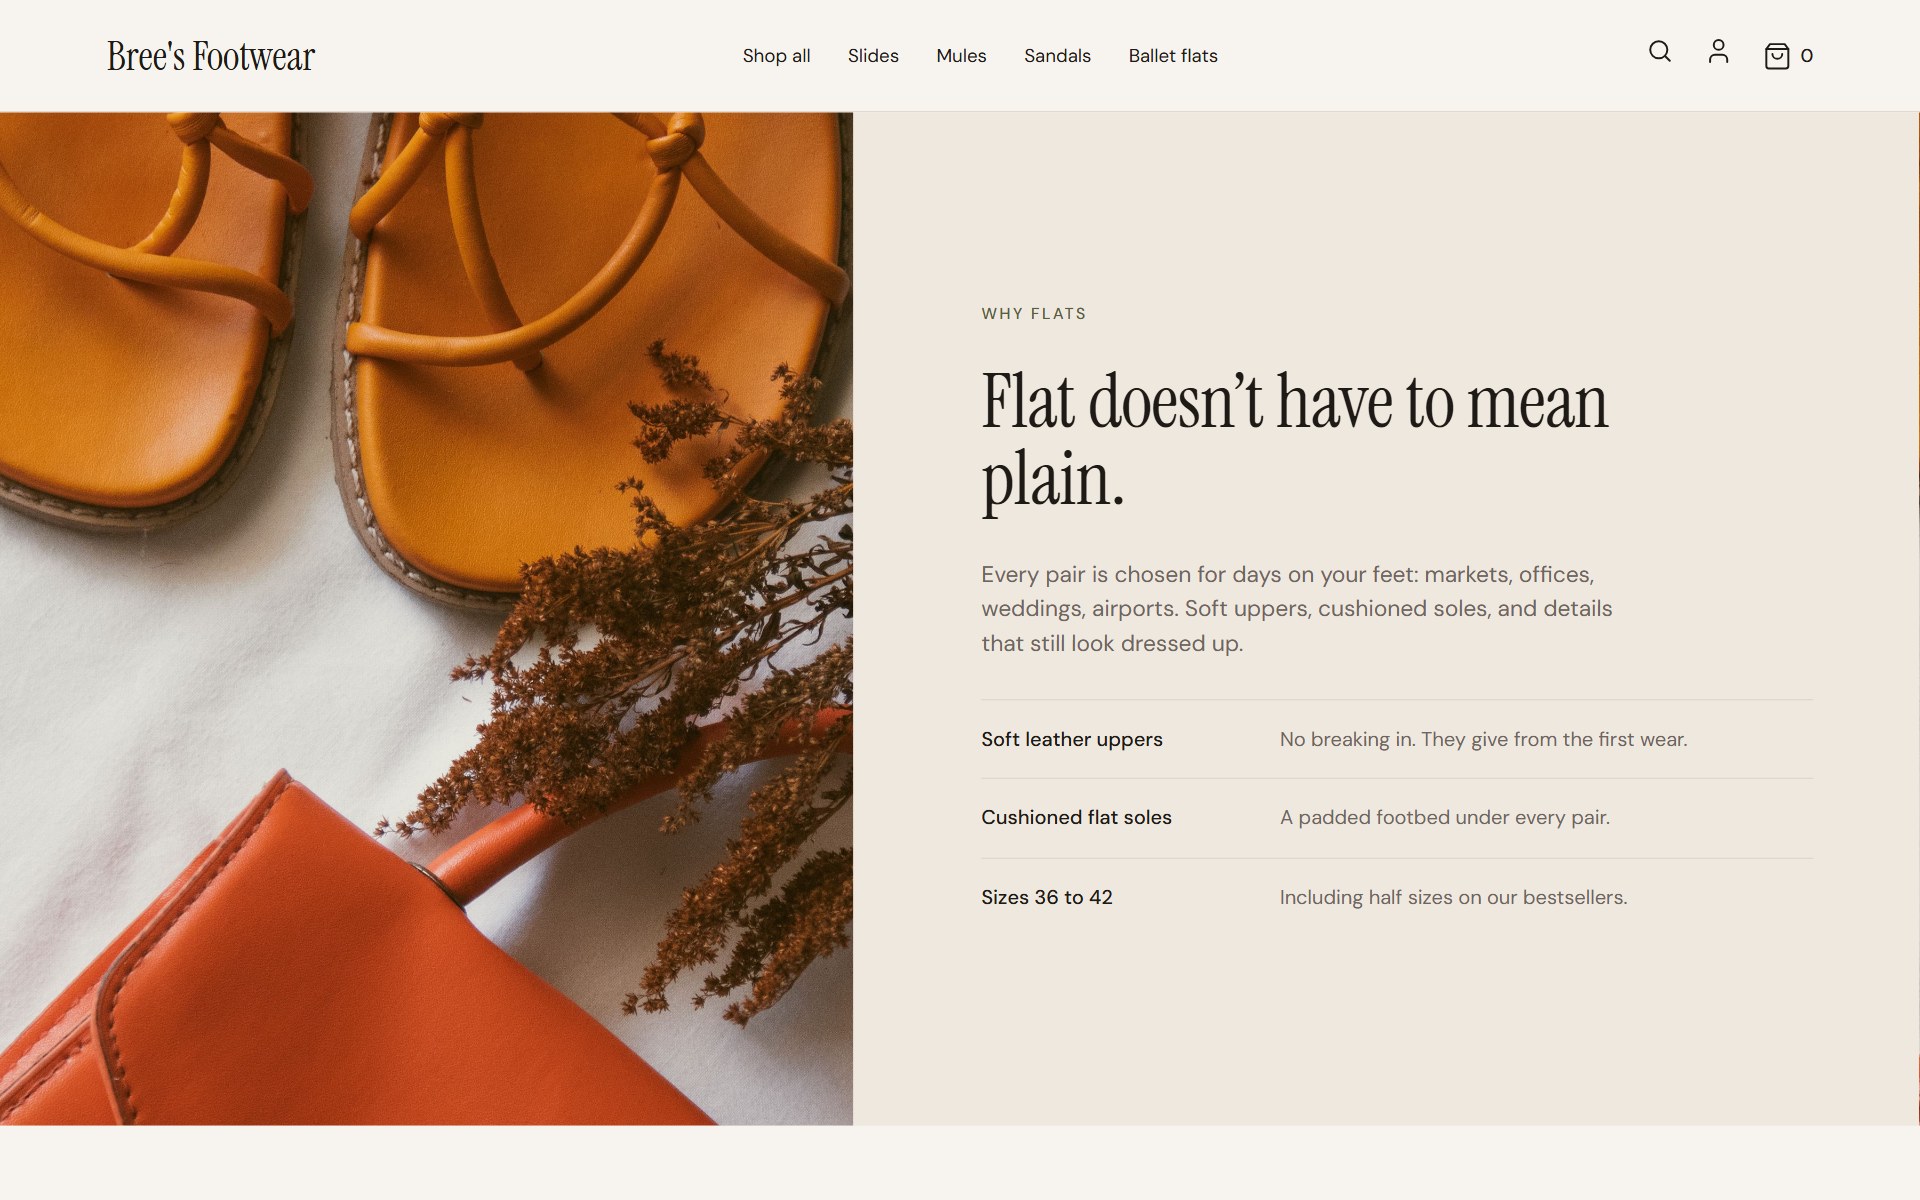 Bree's Footwear
Shop all
Slides
Mules
Sandals
Ballet flats
0
WHY FLATS
Flat doesn’t have to mean
plain.
Every pair is chosen for days on your feet: markets, offices,
weddings, airports. Soft uppers, cushioned soles, and details
that still look dressed up.
Soft leather uppers
No breaking in. They give from the first wear.
Cushioned flat soles
A padded footbed under every pair.
Sizes 36 to 42
Including half sizes on our bestsellers.